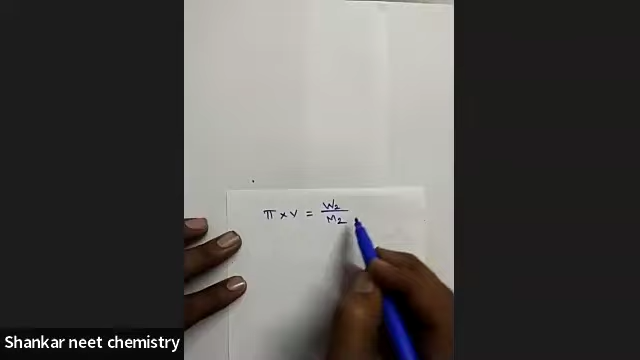 π × V = W₂ / M₂
Shankar neet chemistry